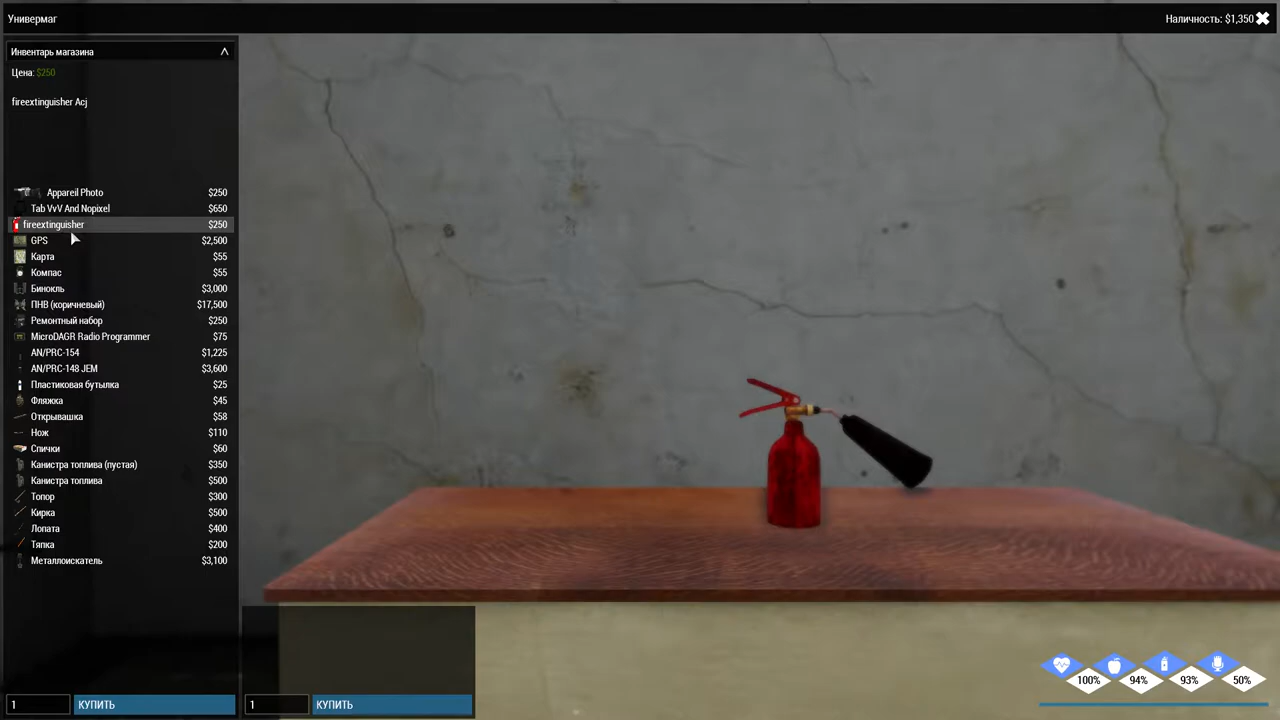 Универмаг
Наличность: $1,350
Инвентарь магазина
Цена: $250
fireextinguisher Acj
Appareil Photo $250
Tab VvV And Nopixel $650
fireextinguisher $250
GPS $2,500
Карта $55
Компас $55
Бинокль $3,000
ПНВ (коричневый) $17,500
Ремонтный набор $250
MicroDAGR Radio Programmer $75
AN/PRC-154 $1,225
AN/PRC-148 JEM $3,600
Пластиковая бутылка $25
Фляжка $45
Открывашка $58
Нож $110
Спички $60
Канистра топлива (пустая) $350
Канистра топлива $500
Топор $300
Кирка $500
Лопата $400
Тяпка $200
Металлоискатель $3,100
100% 94% 93% 50%
1 КУПИТЬ 1 КУПИТЬ